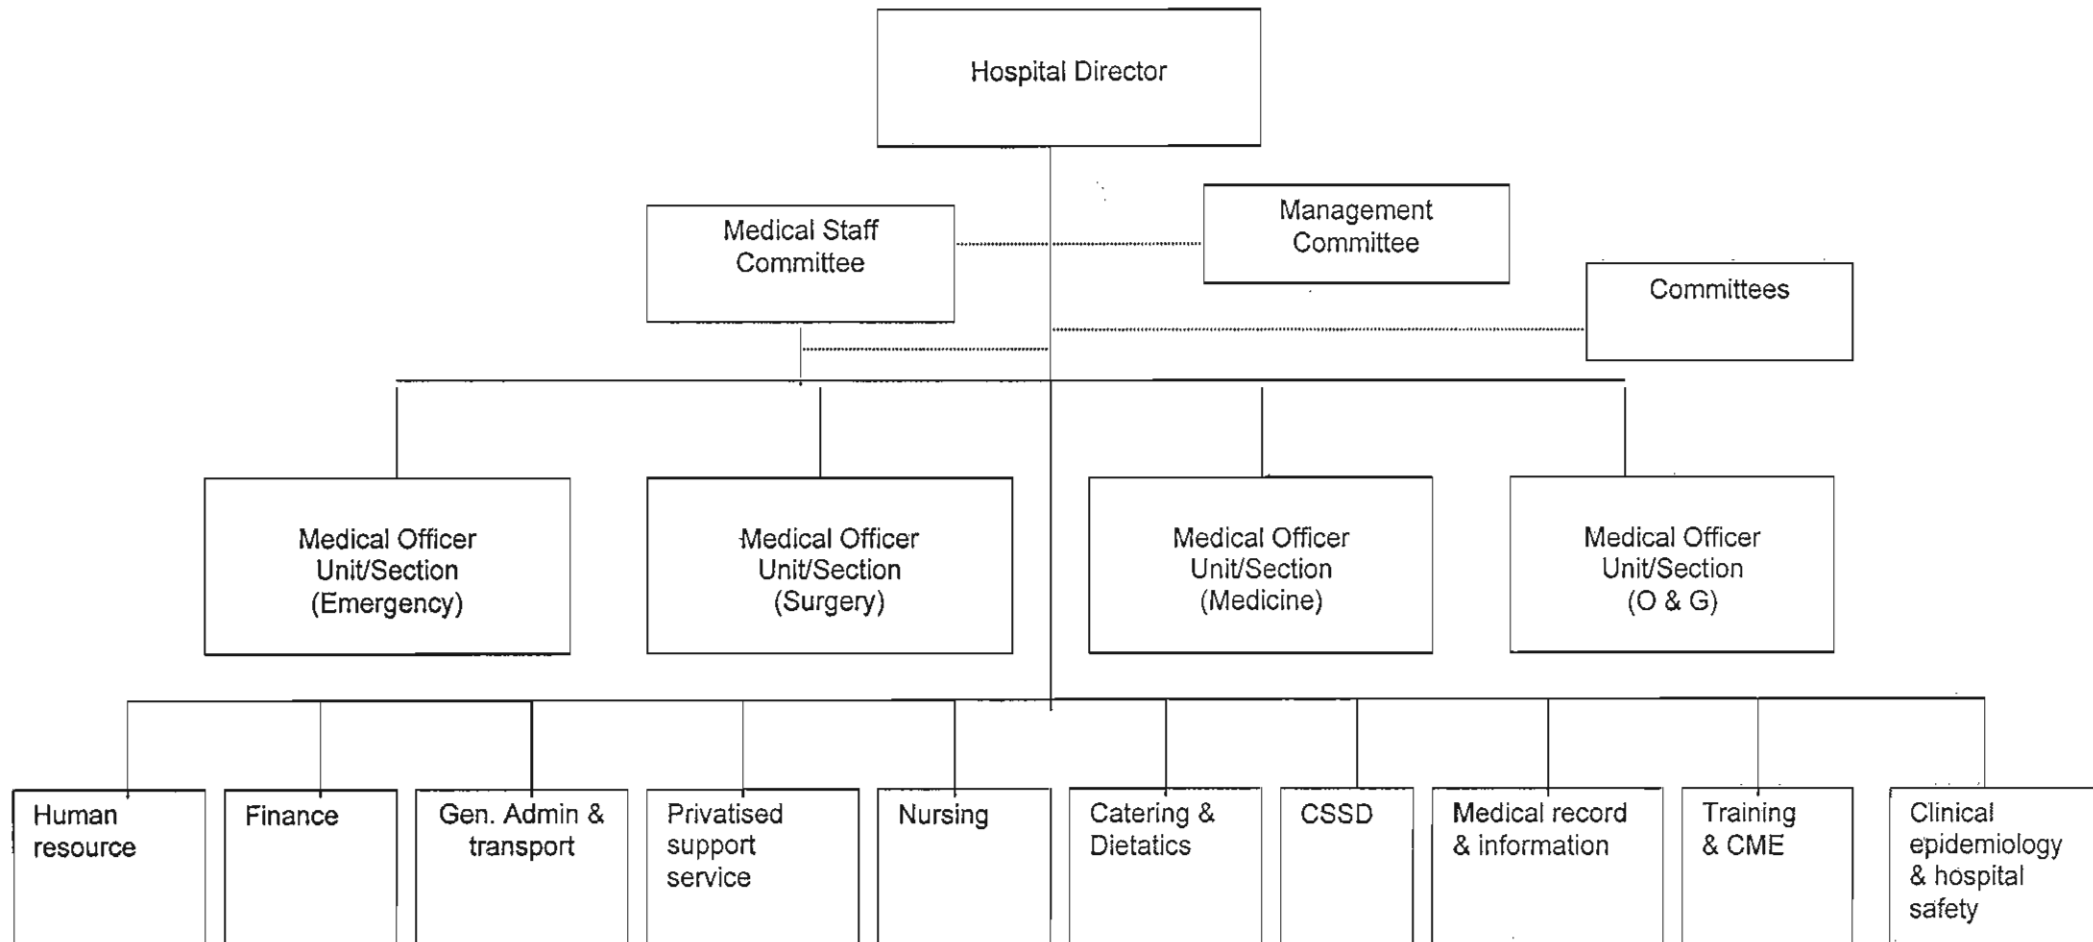 Hospital Director
Medical Staff
Committee
Management
Committee
Committees
Medical Officer
Unit/Section
(Emergency)
Medical Officer
Unit/Section
(Surgery)
Medical Officer
Unit/Section
(Medicine)
Medical Officer
Unit/Section
(O & G)
Human
resource
Finance
Gen. Admin &
transport
Privatised
support
service
Nursing
Catering &
Dietatics
CSSD
Medical record
& information
Training
& CME
Clinical
epidemiology
& hospital
safety